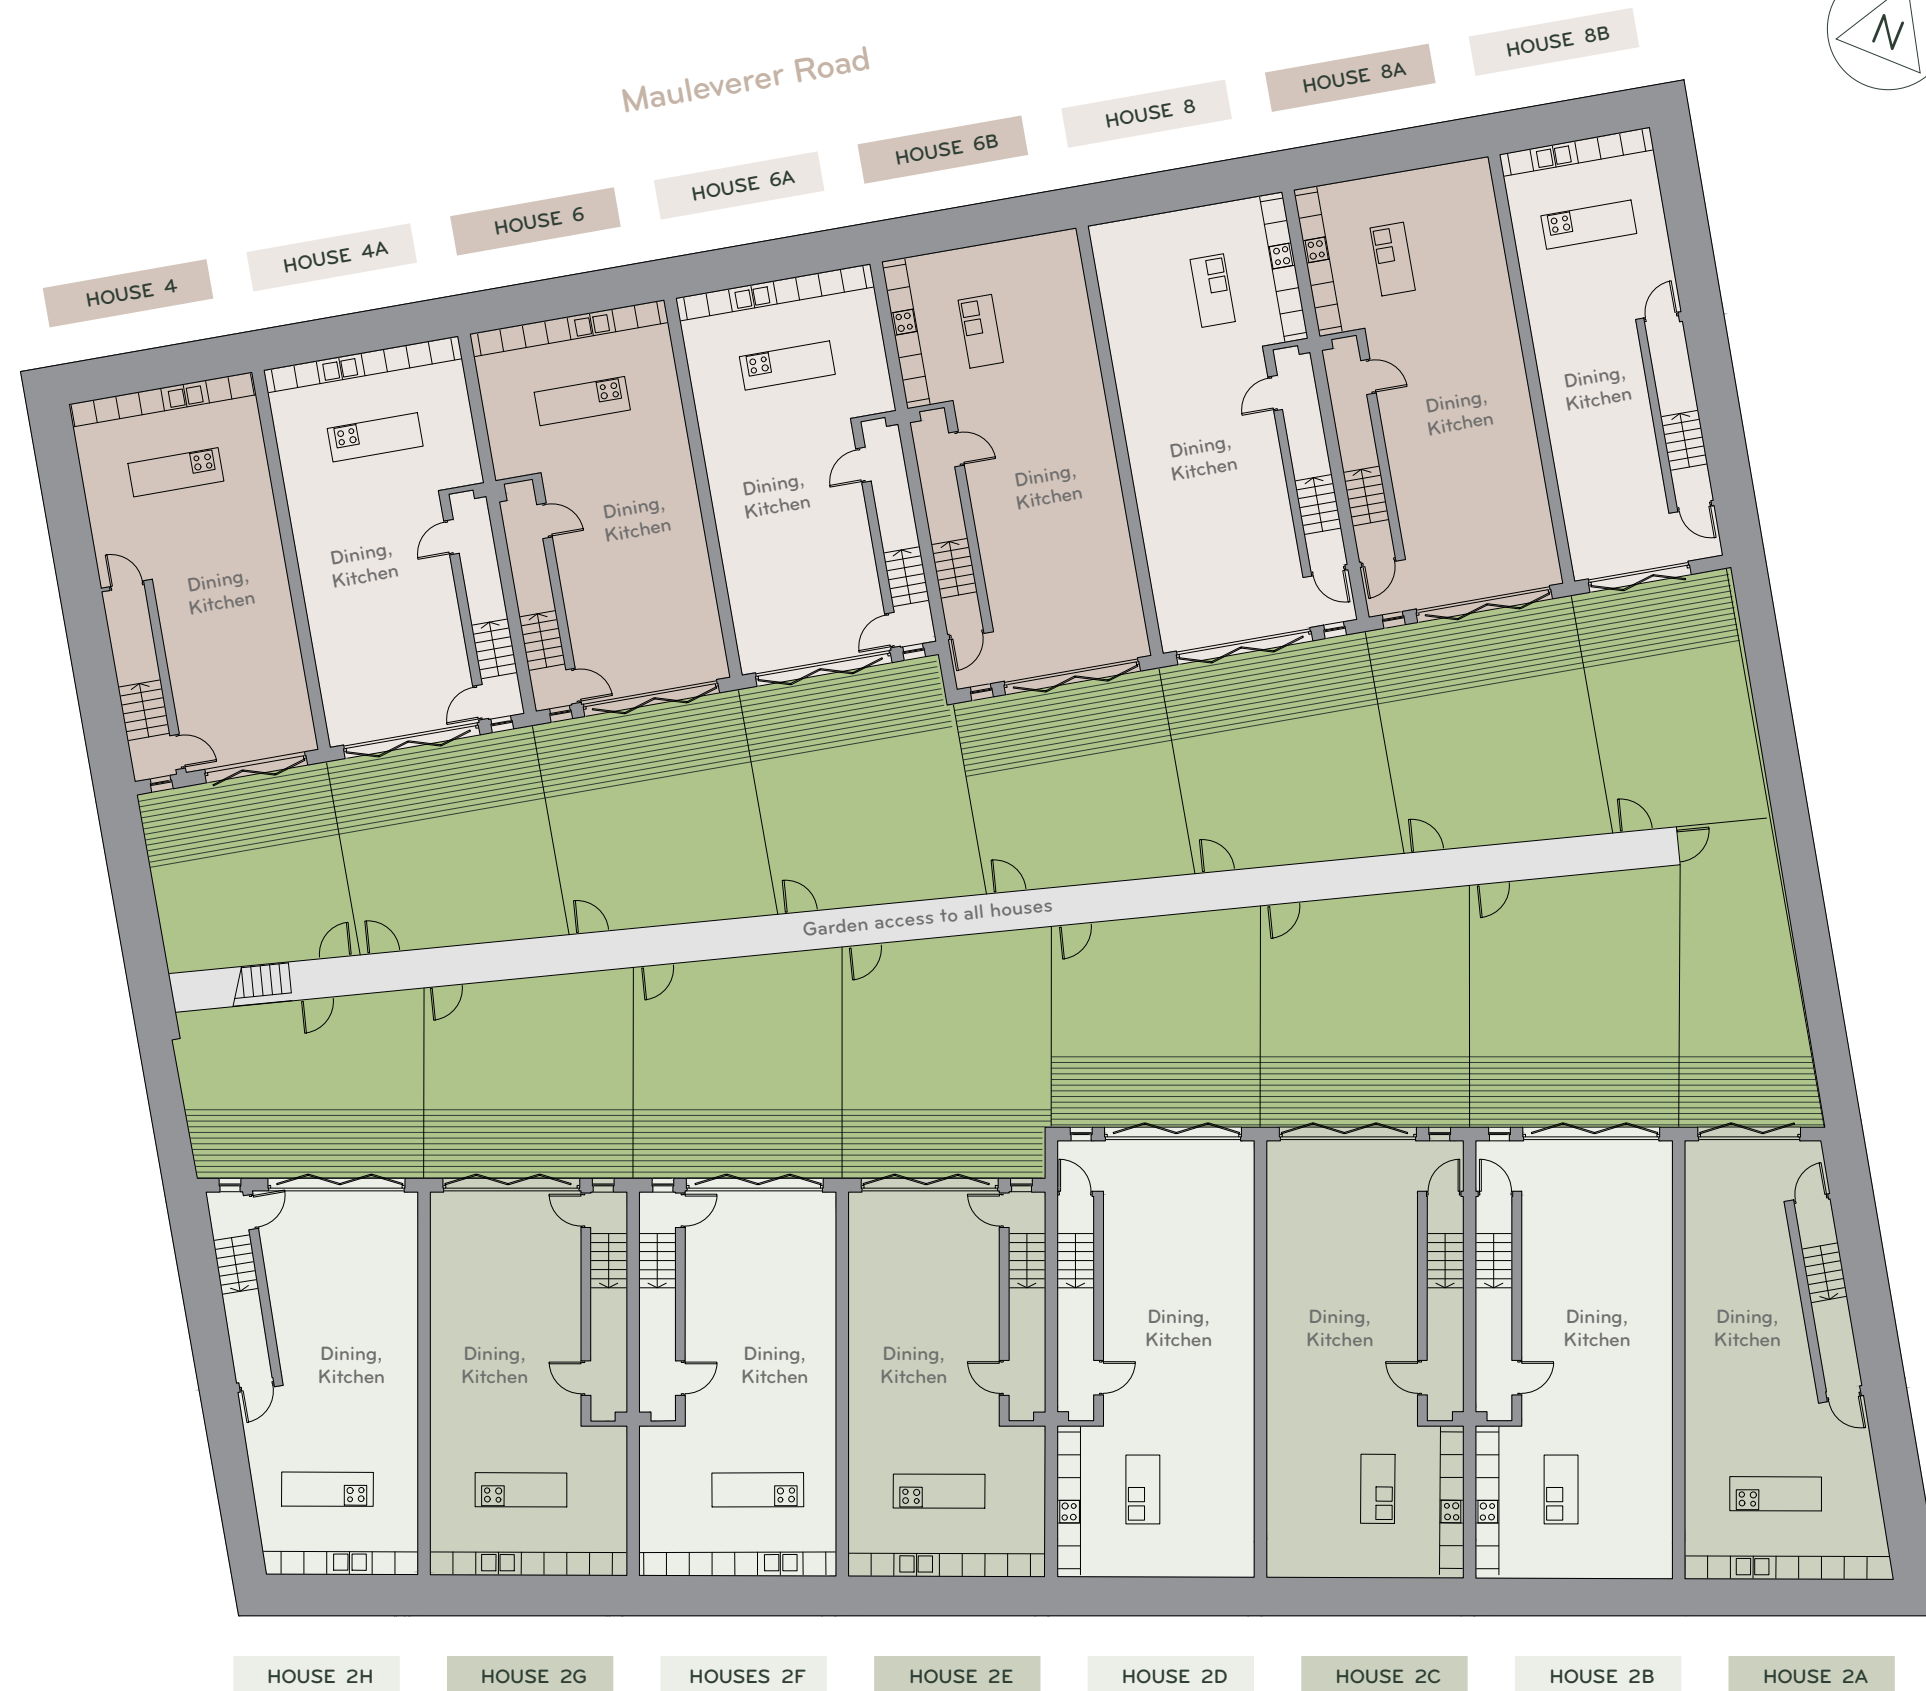 Mauleverer Road
HOUSE 4
HOUSE 4A
HOUSE 6
HOUSE 6A
HOUSE 6B
HOUSE 8
HOUSE 8A
HOUSE 8B
N
Dining,
Kitchen
Dining,
Kitchen
Dining,
Kitchen
Dining,
Kitchen
Dining,
Kitchen
Dining,
Kitchen
Dining,
Kitchen
Dining,
Kitchen
Garden access to all houses
Dining,
Kitchen
Dining,
Kitchen
Dining,
Kitchen
Dining,
Kitchen
Dining,
Kitchen
Dining,
Kitchen
Dining,
Kitchen
Dining,
Kitchen
HOUSE 2H
HOUSE 2G
HOUSES 2F
HOUSE 2E
HOUSE 2D
HOUSE 2C
HOUSE 2B
HOUSE 2A